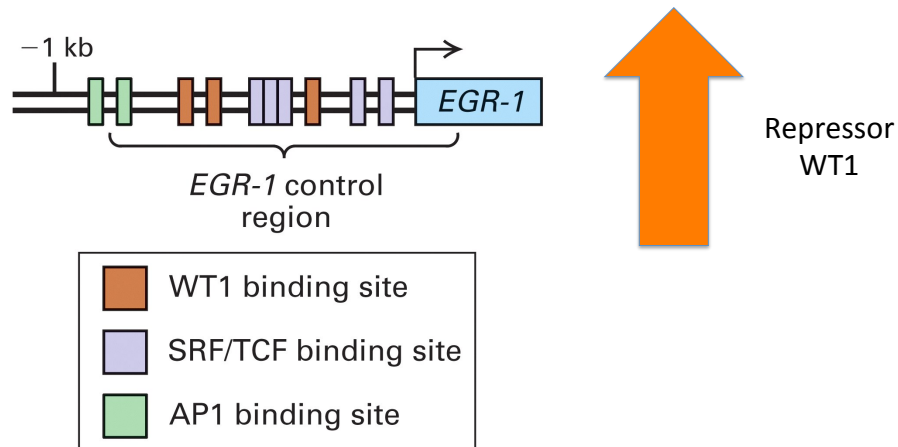 −1 kb
EGR-1
EGR-1 control
region
Repressor
WT1
WT1 binding site
SRF/TCF binding site
AP1 binding site